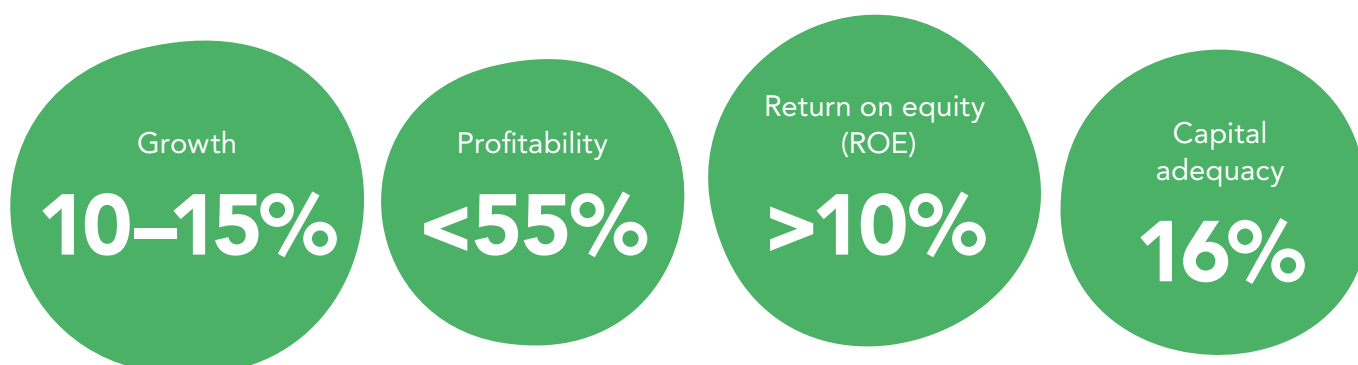 Growth
10–15%
Profitability
<55%
Return on equity
(ROE)
>10%
Capital
adequacy
16%